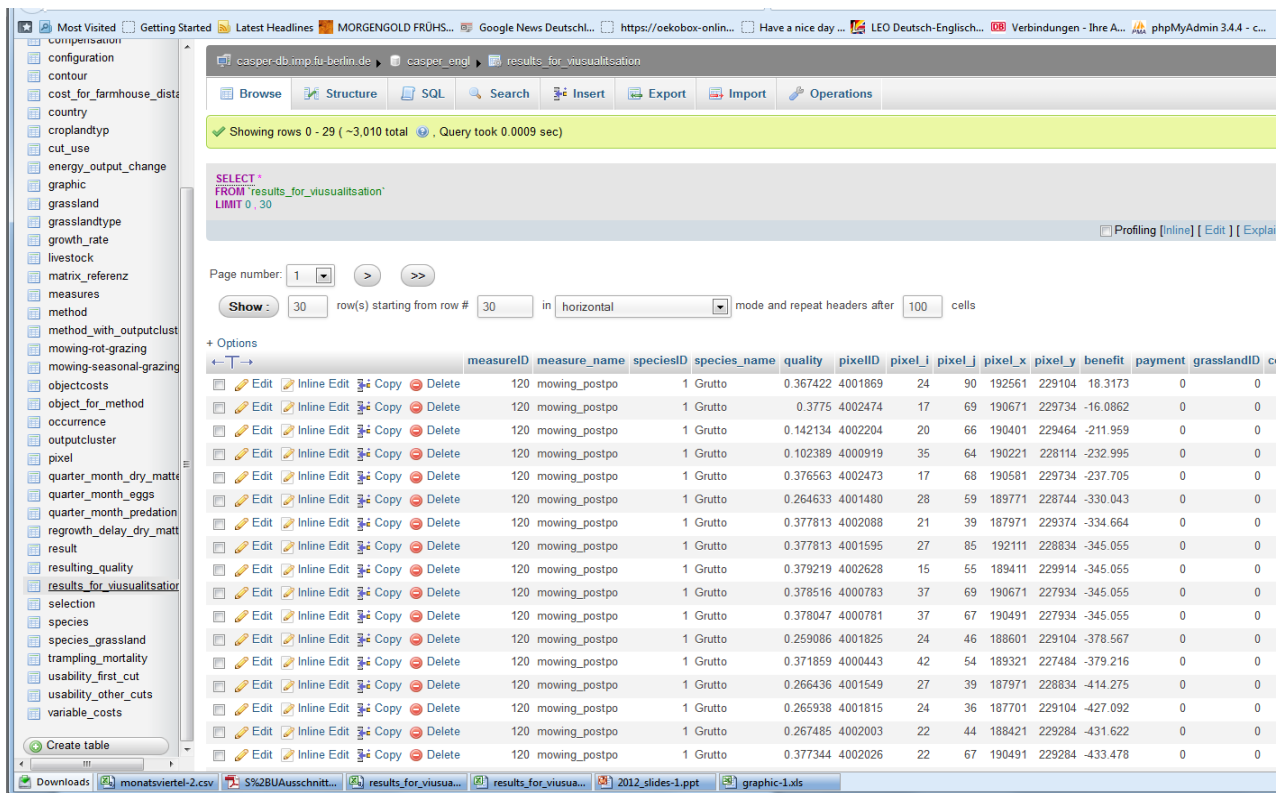 Most Visited Getting Started Latest Headlines MORGENGOLD FRÜHS... Google News Deutschl... https://oekobox-onlin... Have a nice day ... LEO Deutsch-Englisch... DB Verbindungen - Ihre A... phpMyAdmin 3.4.4 - c...
compensation
configuration
contour
cost_for_farmhouse_dista
country
croplandtyp
cut_use
energy_output_change
graphic
grassland
grasslandtype
growth_rate
livestock
matrix_referenz
measures
method
method_with_outputclust
mowing-rot-grazing
mowing-seasonal-grazing
objectcosts
object_for_method
occurrence
outputcluster
pixel
quarter_month_dry_matte
quarter_month_eggs
quarter_month_predation
regrowth_delay_dry_matt
result
resulting_quality
results_for_viusualitsation
selection
species
species_grassland
trampling_mortality
usability_first_cut
usability_other_cuts
variable_costs
Create table
casper-db.imp.fu-berlin.de casper_engl results_for_viusualitsation
Browse Structure SQL Search Insert Export Import Operations
Showing rows 0 - 29 ( ~3,010 total , Query took 0.0009 sec)
SELECT *
FROM `results_for_viusualitsation`
LIMIT 0 , 30
Profiling [Inline] [ Edit ] [ Explai
Page number: 1 > >>
Show : 30 row(s) starting from row # 30 in horizontal mode and repeat headers after 100 cells
+ Options
←T→ measureID measure_name speciesID species_name quality pixelID pixel_i pixel_j pixel_x pixel_y benefit payment grasslandID co
Edit Inline Edit Copy Delete 120 mowing_postpo 1 Grutto 0.367422 4001869 24 90 192561 229104 18.3173 0 0
Edit Inline Edit Copy Delete 120 mowing_postpo 1 Grutto 0.3775 4002474 17 69 190671 229734 -16.0862 0 0
Edit Inline Edit Copy Delete 120 mowing_postpo 1 Grutto 0.142134 4002204 20 66 190401 229464 -211.959 0 0
Edit Inline Edit Copy Delete 120 mowing_postpo 1 Grutto 0.102389 4000919 35 64 190221 228114 -232.995 0 0
Edit Inline Edit Copy Delete 120 mowing_postpo 1 Grutto 0.376563 4002473 17 68 190581 229734 -237.705 0 0
Edit Inline Edit Copy Delete 120 mowing_postpo 1 Grutto 0.264633 4001480 28 59 189771 228744 -330.043 0 0
Edit Inline Edit Copy Delete 120 mowing_postpo 1 Grutto 0.377813 4002088 21 39 187971 229374 -334.664 0 0
Edit Inline Edit Copy Delete 120 mowing_postpo 1 Grutto 0.377813 4001595 27 85 192111 228834 -345.055 0 0
Edit Inline Edit Copy Delete 120 mowing_postpo 1 Grutto 0.379219 4002628 15 55 189411 229914 -345.055 0 0
Edit Inline Edit Copy Delete 120 mowing_postpo 1 Grutto 0.378516 4000783 37 69 190671 227934 -345.055 0 0
Edit Inline Edit Copy Delete 120 mowing_postpo 1 Grutto 0.378047 4000781 37 67 190491 227934 -345.055 0 0
Edit Inline Edit Copy Delete 120 mowing_postpo 1 Grutto 0.259086 4001825 24 46 188601 229104 -378.567 0 0
Edit Inline Edit Copy Delete 120 mowing_postpo 1 Grutto 0.371859 4000443 42 54 189321 227484 -379.216 0 0
Edit Inline Edit Copy Delete 120 mowing_postpo 1 Grutto 0.266436 4001549 27 39 187971 228834 -414.275 0 0
Edit Inline Edit Copy Delete 120 mowing_postpo 1 Grutto 0.265938 4001815 24 36 187701 229104 -427.092 0 0
Edit Inline Edit Copy Delete 120 mowing_postpo 1 Grutto 0.267485 4002003 22 44 188421 229284 -431.622 0 0
Edit Inline Edit Copy Delete 120 mowing_postpo 1 Grutto 0.377344 4002026 22 67 190491 229284 -433.478 0 0
Downloads monatsviertel-2.csv S%2BUAusschnitt... results_for_viusua... results_for_viusua... 2012_slides-1.ppt graphic-1.xls